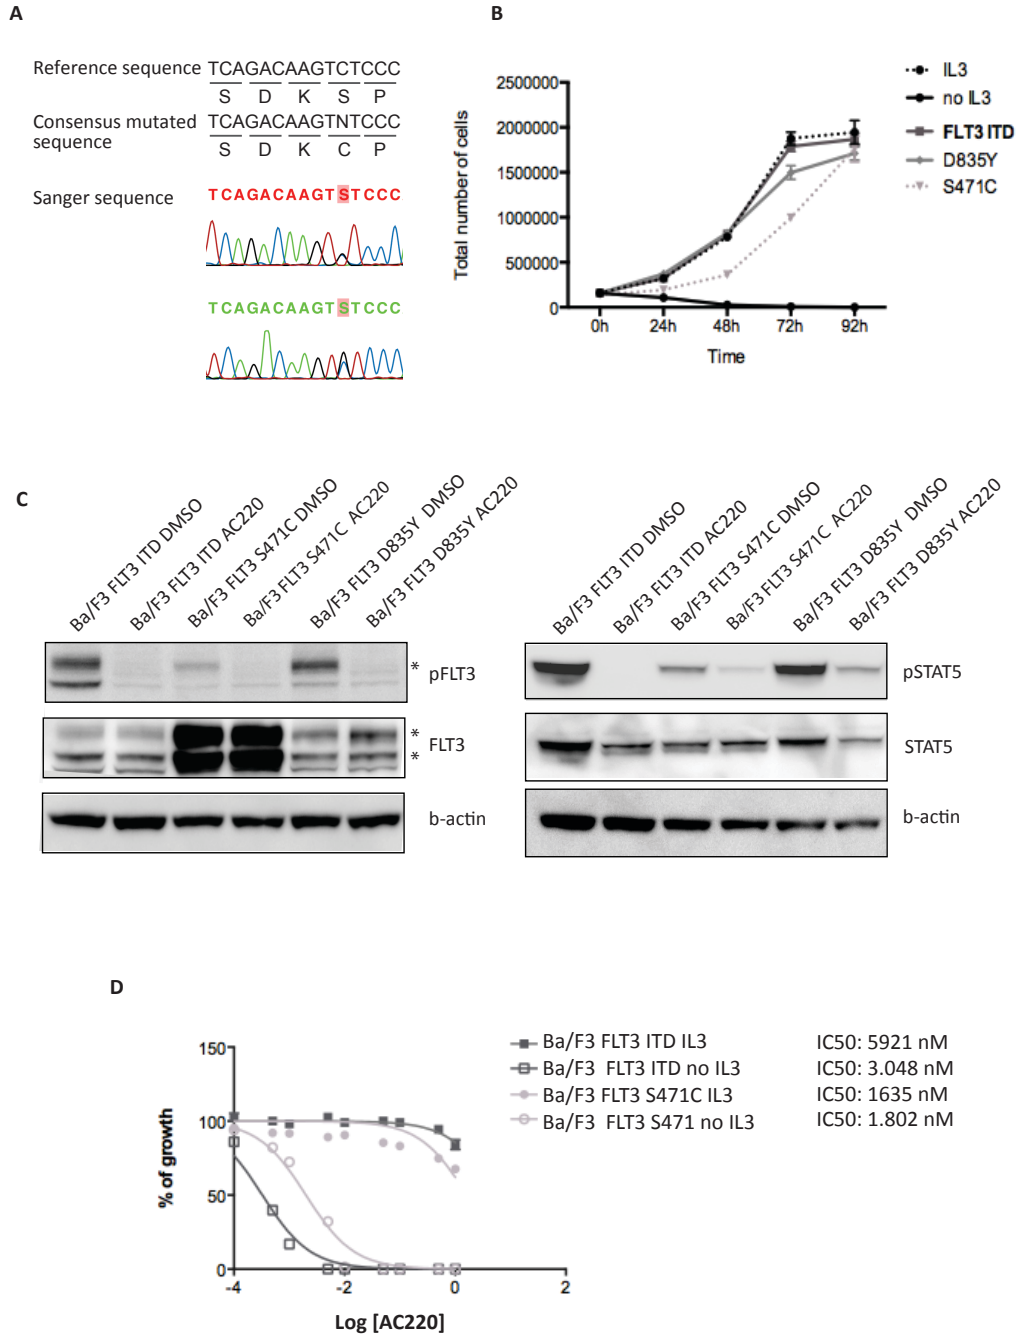 A
Reference sequence TCAGACAAGTCTCCC
S D K S P
Consensus mutated TCAGACAAGTNTCCC
sequence
S D K C P
Sanger sequence TCAGACAAGTSTCCC
TCAGACAAGTSTCCC
B
2500000
2000000
1500000
1000000
500000
0
Total number of cells
0h 24h 48h 72h 92h
Time
IL3
no IL3
FLT3 ITD
D835Y
S471C
C
Ba/F3 FLT3 ITD DMSO
Ba/F3 FLT3 ITD AC220
Ba/F3 FLT3 S471C DMSO
Ba/F3 FLT3 S471C AC220
Ba/F3 FLT3 D835Y DMSO
Ba/F3 FLT3 D835Y AC220
* pFLT3
* FLT3
*
b-actin
Ba/F3 FLT3 ITD DMSO
Ba/F3 FLT3 ITD AC220
Ba/F3 FLT3 S471C DMSO
Ba/F3 FLT3 S471C AC220
Ba/F3 FLT3 D835Y DMSO
Ba/F3 FLT3 D835Y AC220
pSTAT5
STAT5
b-actin
D
150
100
50
0
% of growth
-4 -2 0 2
Log [AC220]
Ba/F3 FLT3 ITD IL3 IC50: 5921 nM
Ba/F3 FLT3 ITD no IL3 IC50: 3.048 nM
Ba/F3 FLT3 S471C IL3 IC50: 1635 nM
Ba/F3 FLT3 S471 no IL3 IC50: 1.802 nM